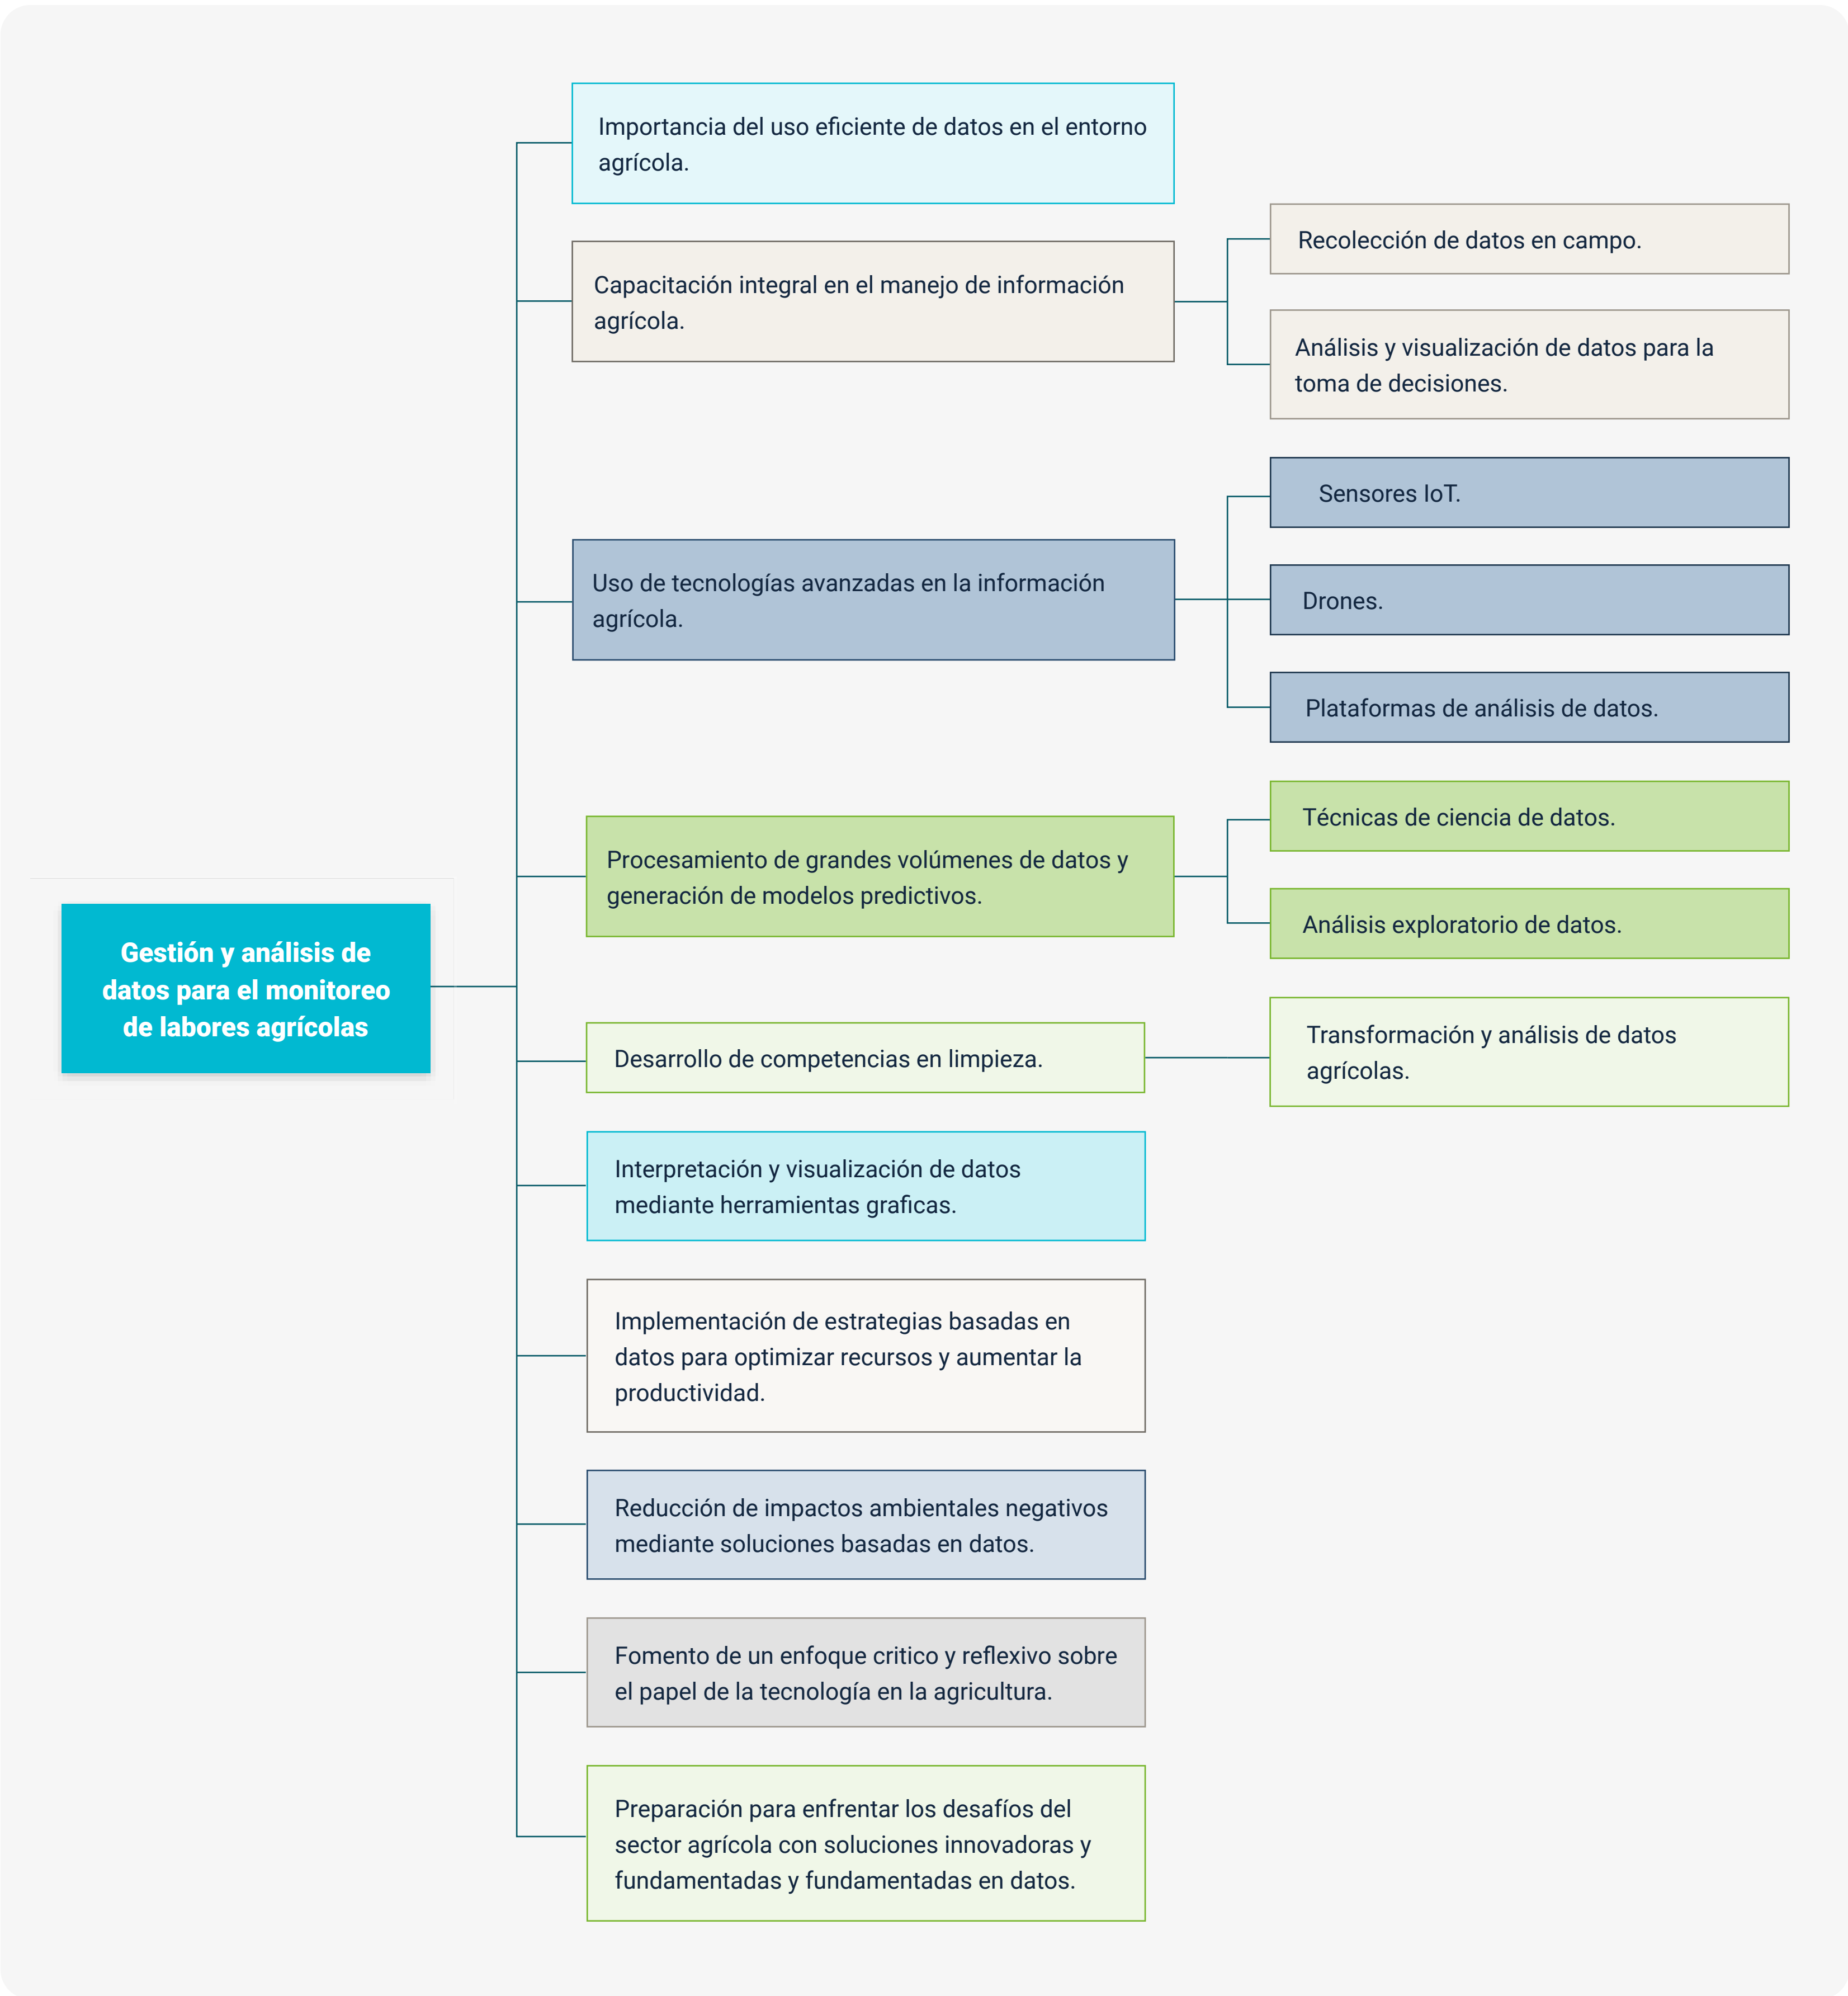 Importancia del uso eficiente de datos en el entorno
agrícola.
Capacitación integral en el manejo de información
agrícola.
Recolección de datos en campo.
Análisis y visualización de datos para la
toma de decisiones.
Uso de tecnologías avanzadas en la información
agrícola.
Sensores IoT.
Drones.
Plataformas de análisis de datos.
Procesamiento de grandes volúmenes de datos y
generación de modelos predictivos.
Técnicas de ciencia de datos.
Análisis exploratorio de datos.
Gestión y análisis de
datos para el monitoreo
de labores agrícolas
Desarrollo de competencias en limpieza.
Transformación y análisis de datos
agrícolas.
Interpretación y visualización de datos
mediante herramientas graficas.
Implementación de estrategias basadas en
datos para optimizar recursos y aumentar la
productividad.
Reducción de impactos ambientales negativos
mediante soluciones basadas en datos.
Fomento de un enfoque critico y reflexivo sobre
el papel de la tecnología en la agricultura.
Preparación para enfrentar los desafíos del
sector agrícola con soluciones innovadoras y
fundamentadas y fundamentadas en datos.